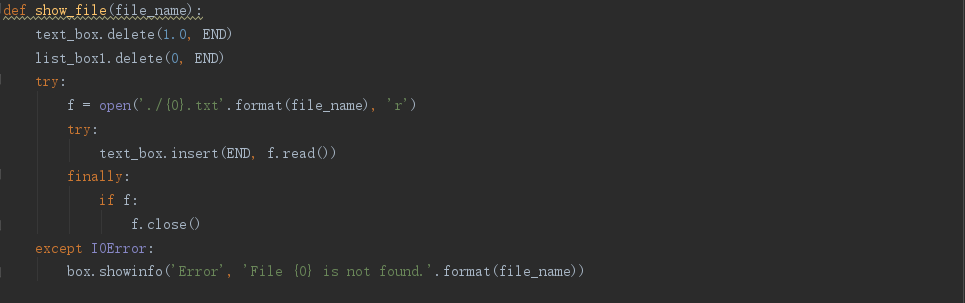 def show_file(file_name):
    text_box.delete(1.0, END)
    list_box1.delete(0, END)
    try:
        f = open('./{0}.txt'.format(file_name), 'r')
        try:
            text_box.insert(END, f.read())
        finally:
            if f:
                f.close()
    except IOError:
        box.showinfo('Error', 'File {0} is not found.'.format(file_name))